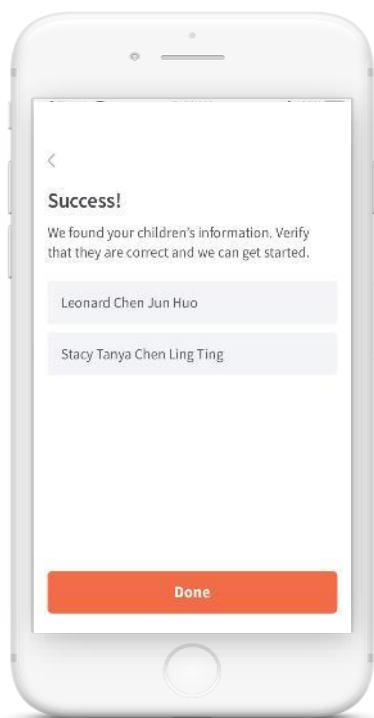 Success!
We found your children’s information. Verify
that they are correct and we can get started.
Leonard Chen Jun Huo
Stacy Tanya Chen Ling Ting
Done